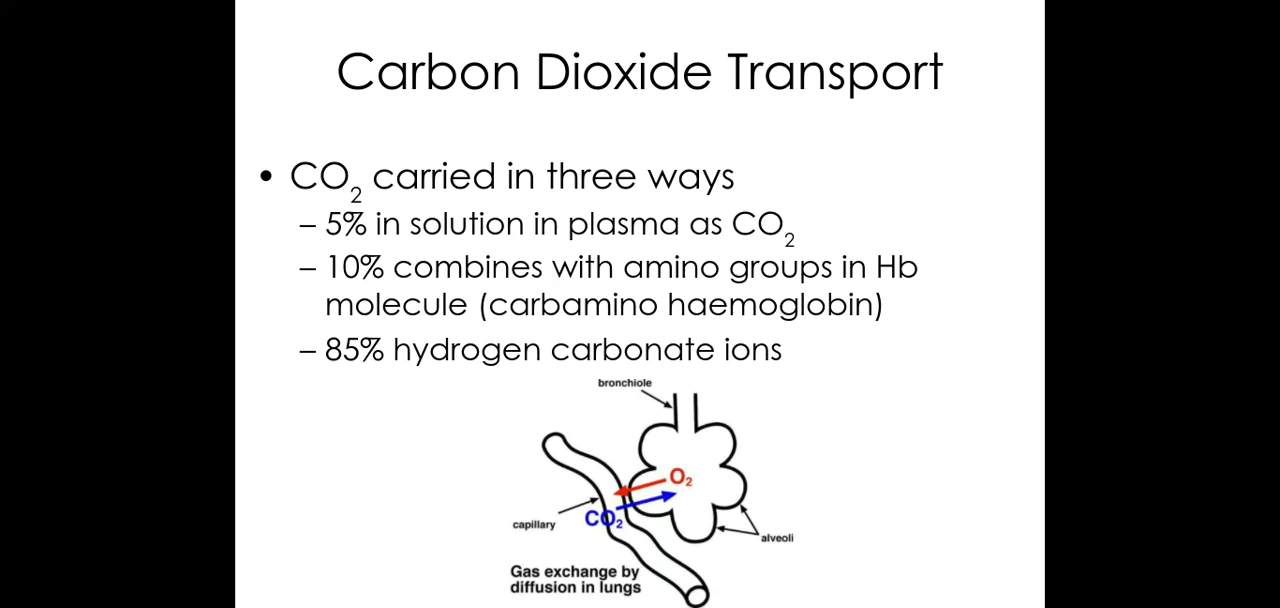 Carbon Dioxide Transport
• CO₂ carried in three ways
– 5% in solution in plasma as CO₂
– 10% combines with amino groups in Hb
molecule (carbamino haemoglobin)
– 85% hydrogen carbonate ions
bronchiole
O₂
CO₂
capillary
alveoli
Gas exchange by
diffusion in lungs